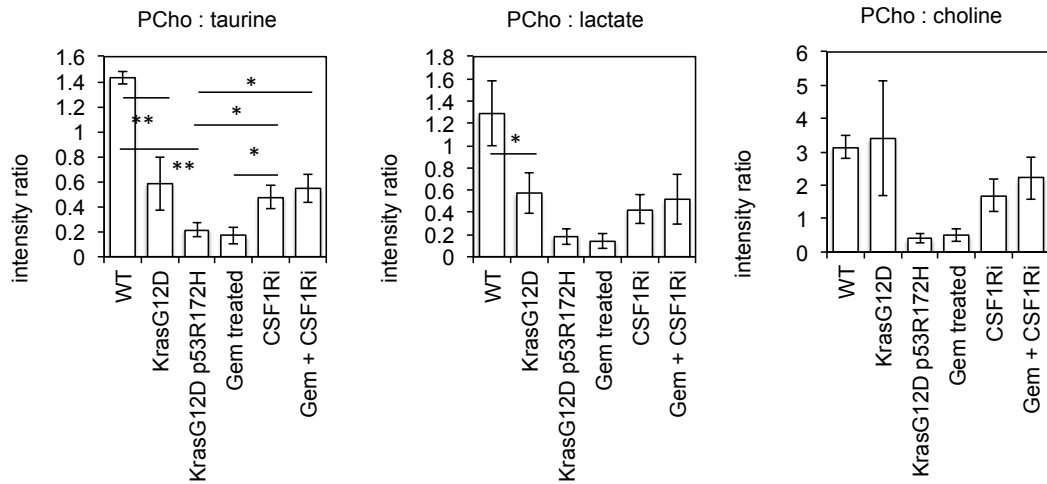 PCho : taurine
intensity ratio
1.6
1.4
1.2
1
0.8
0.6
0.4
0.2
0
**
**
*
*
*
WT
KrasG12D
KrasG12D p53R172H
Gem treated
CSF1Ri
Gem + CSF1Ri
PCho : lactate
intensity ratio
1.8
1.6
1.4
1.2
1
0.8
0.6
0.4
0.2
0
*
WT
KrasG12D
KrasG12D p53R172H
Gem treated
CSF1Ri
Gem + CSF1Ri
PCho : choline
intensity ratio
6
5
4
3
2
1
0
WT
KrasG12D
KrasG12D p53R172H
Gem treated
CSF1Ri
Gem + CSF1Ri